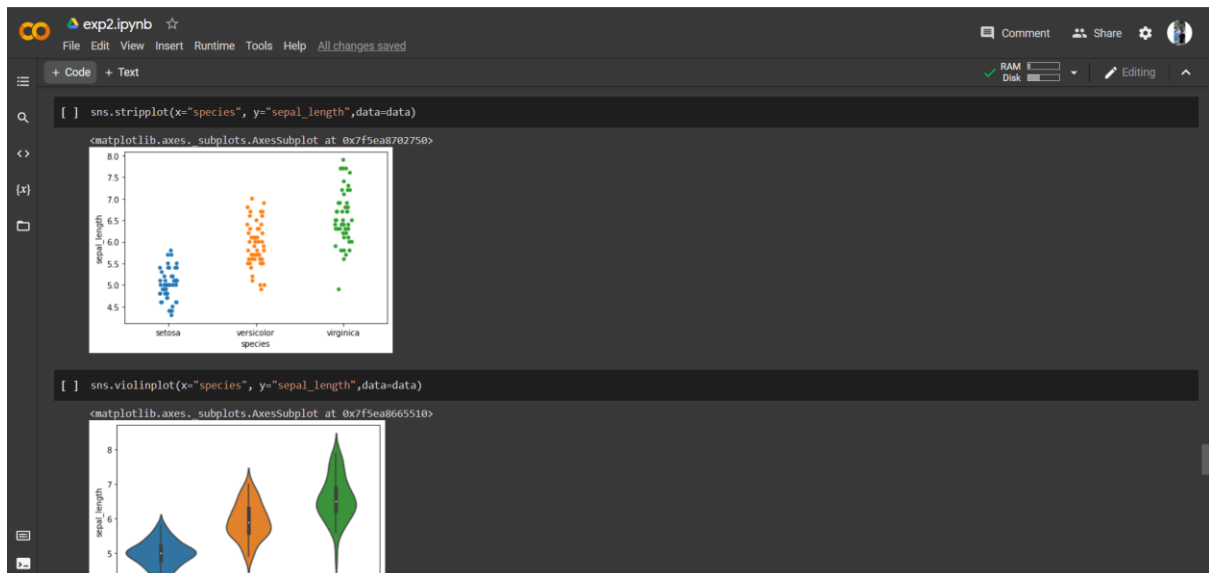 exp2.ipynb
File Edit View Insert Runtime Tools Help All changes saved
Comment Share
+ Code + Text
RAM
Disk
Editing
{x}
[ ] sns.stripplot(x="species", y="sepal_length",data=data)
<matplotlib.axes._subplots.AxesSubplot at 0x7f5ea8702750>
8.0
7.5
7.0
6.5
6.0
5.5
5.0
4.5
sepal_length
setosa versicolor virginica
species
[ ] sns.violinplot(x="species", y="sepal_length",data=data)
<matplotlib.axes._subplots.AxesSubplot at 0x7f5ea8665510>
8
7
6
5
sepal_length